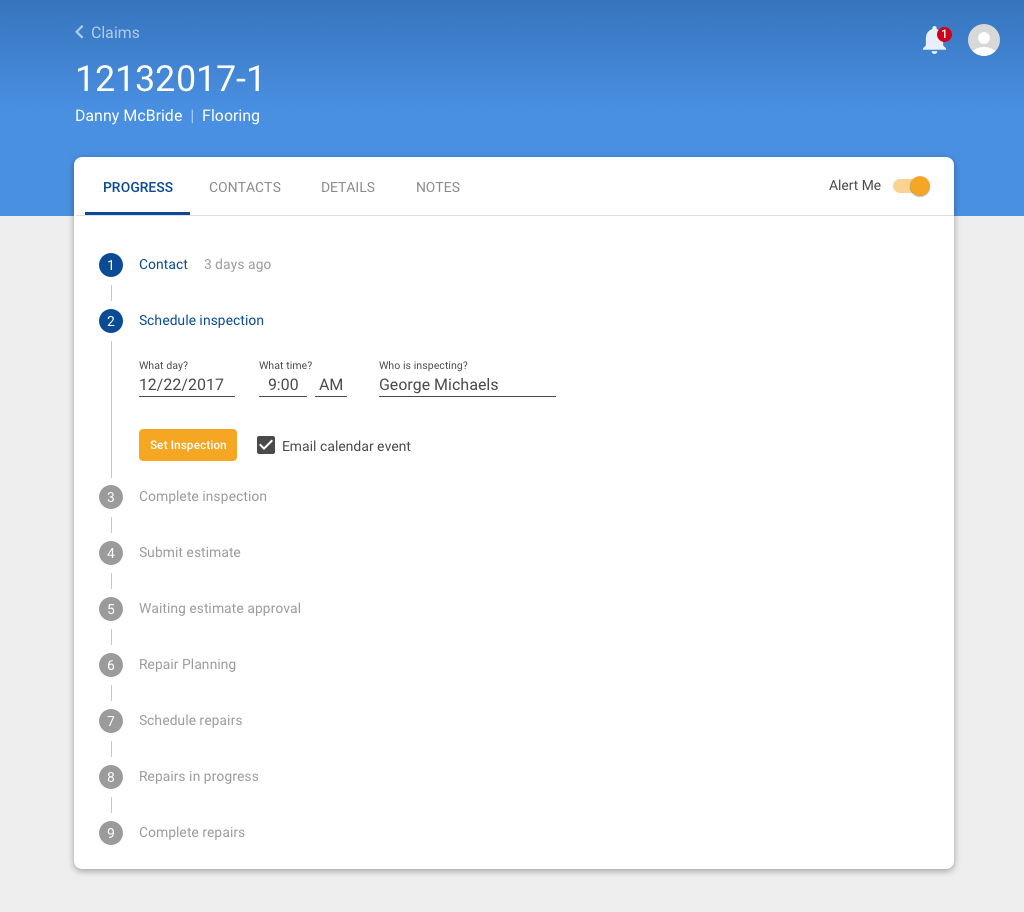 Claims
1
12132017-1
Danny McBride | Flooring
PROGRESS CONTACTS DETAILS NOTES Alert Me
1 Contact 3 days ago
2 Schedule inspection
What day? What time? Who is inspecting?
12/22/2017 9:00 AM George Michaels
Set Inspection Email calendar event
3 Complete inspection
4 Submit estimate
5 Waiting estimate approval
6 Repair Planning
7 Schedule repairs
8 Repairs in progress
9 Complete repairs